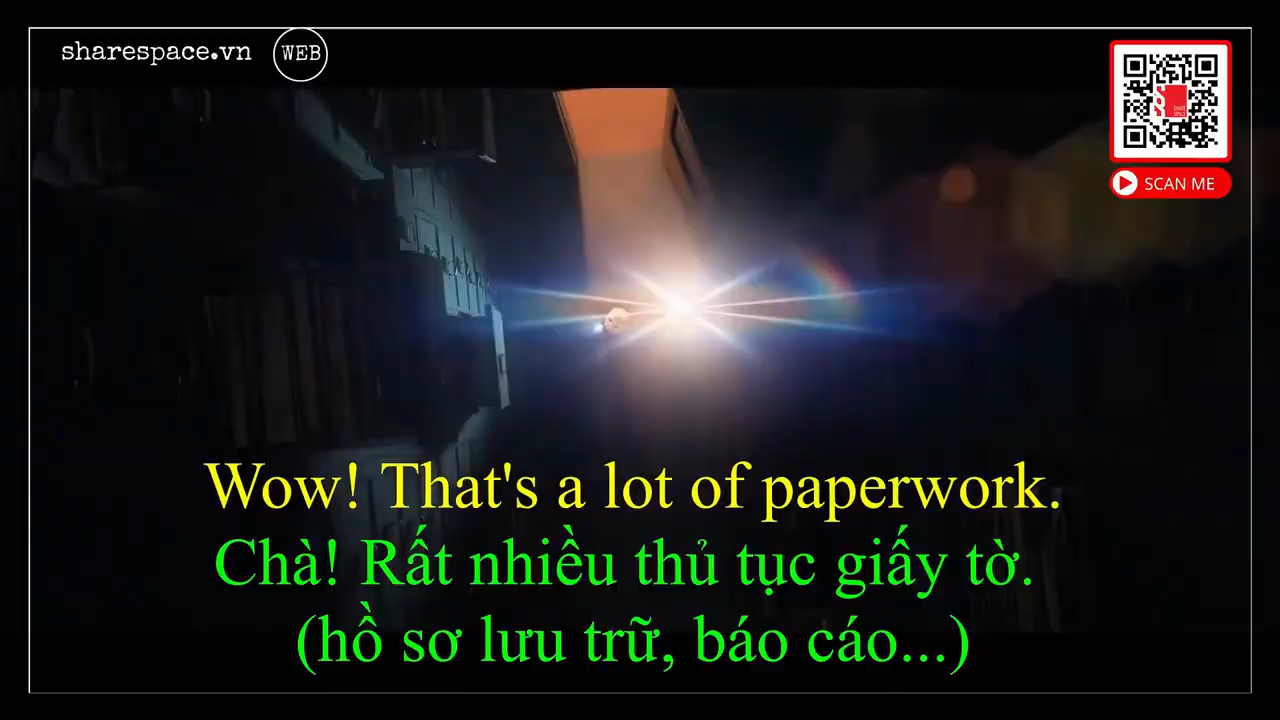 sharespace.vn WEB
SCAN ME
Wow! That's a lot of paperwork.
Chà! Rất nhiều thủ tục giấy tờ.
(hồ sơ lưu trữ, báo cáo...)